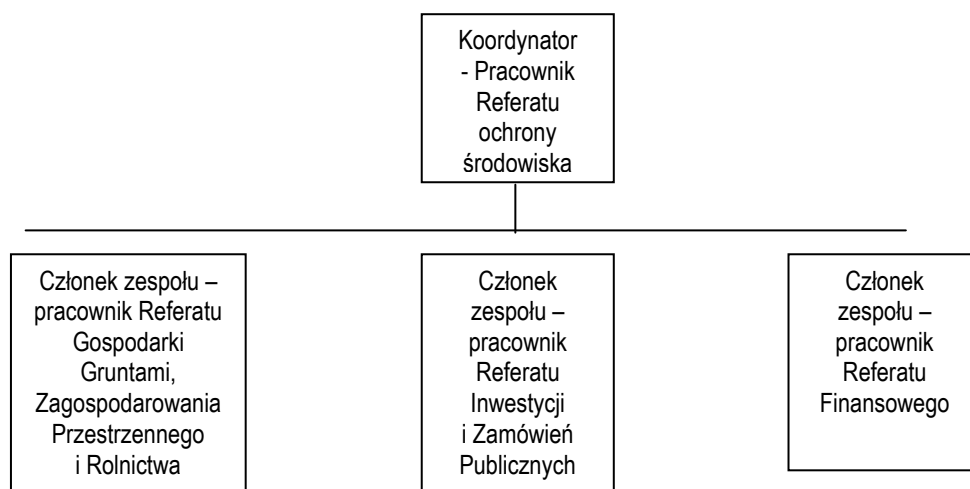 Koordynator
- Pracownik
Referatu
ochrony
środowiska
Członek zespołu –
pracownik Referatu
Gospodarki
Gruntami,
Zagospodarowania
Przestrzennego
i Rolnictwa
Członek
zespołu –
pracownik
Referatu
Inwestycji
i Zamówień
Publicznych
Członek
zespołu –
pracownik
Referatu
Finansowego